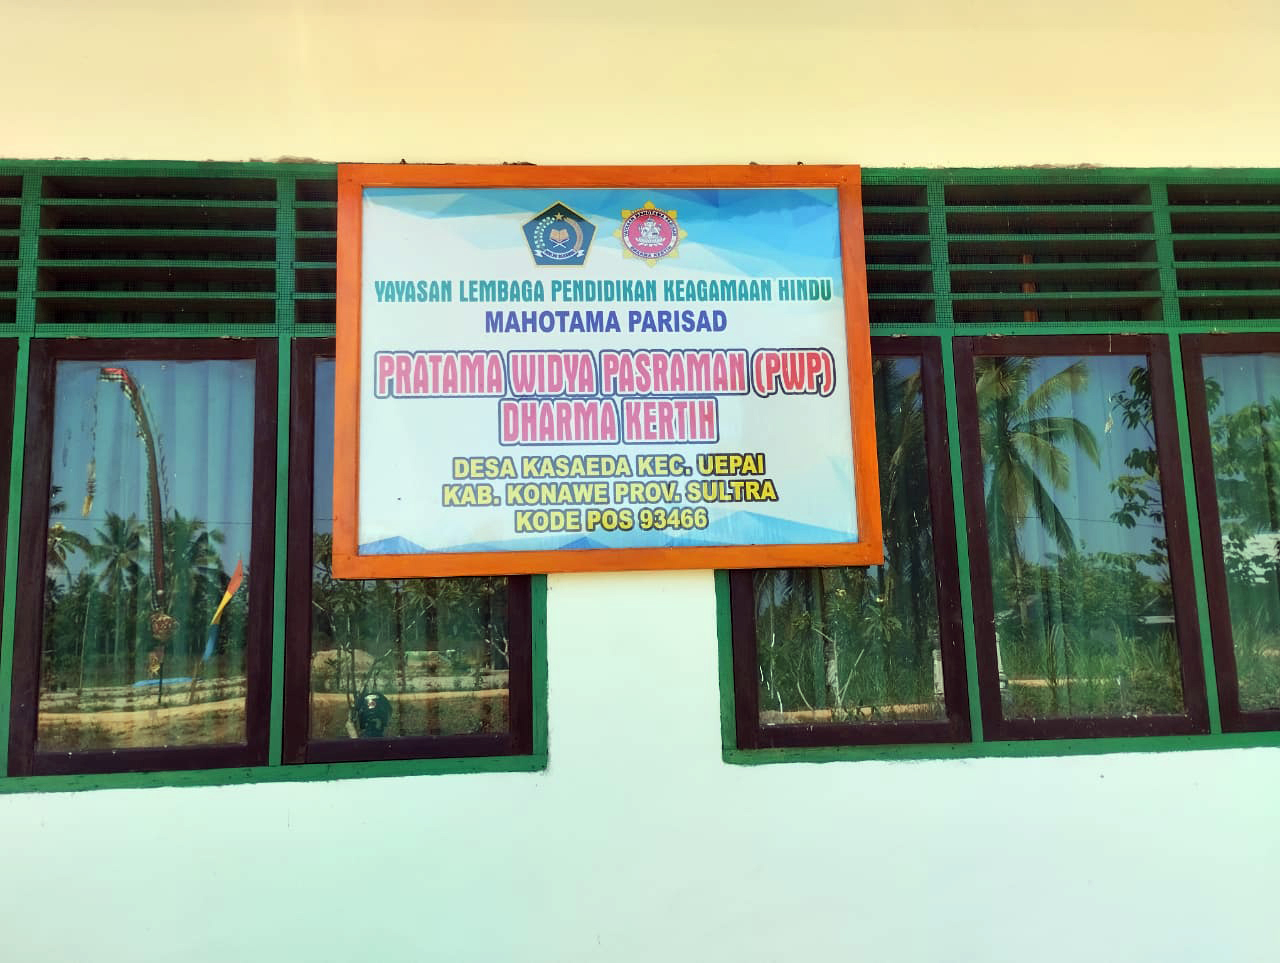 YAYASAN LEMBAGA PENDIDIKAN KEAGAMAAN HINDU
MAHOTAMA PARISAD
PRATAMA WIDYA PASRAMAN (PWP)
DHARMA KERTIH
DESA KASAEDA KEC. UEPAI
KAB. KONAWE PROV. SULTRA
KODE POS 93466